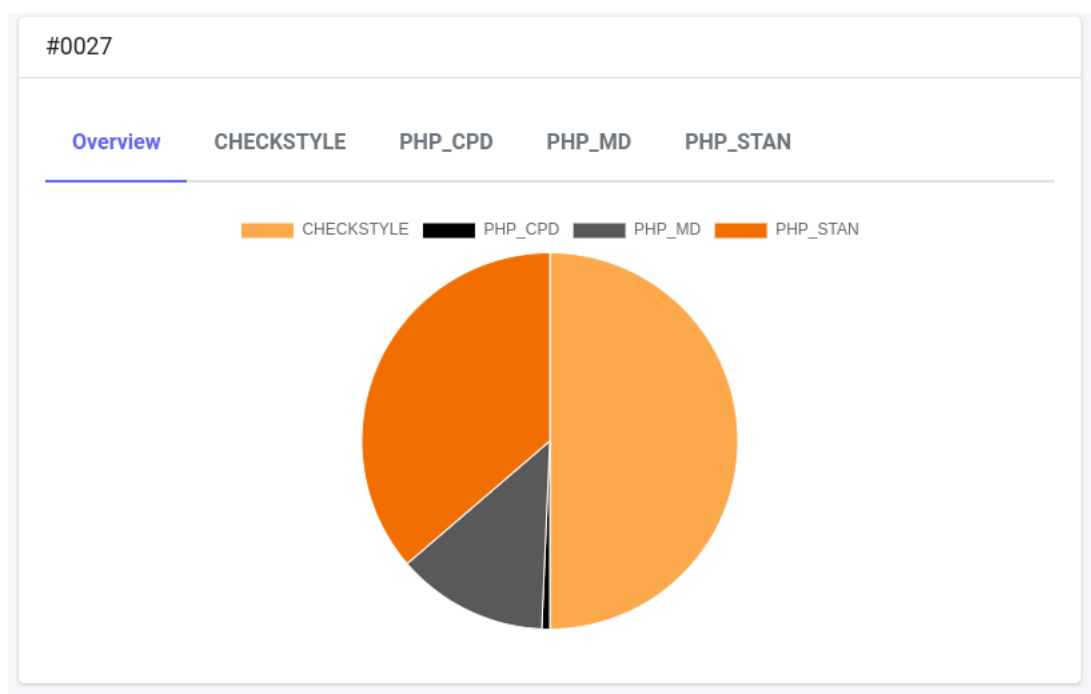 #0027
Overview CHECKSTYLE PHP_CPD PHP_MD PHP_STAN
CHECKSTYLE PHP_CPD PHP_MD PHP_STAN